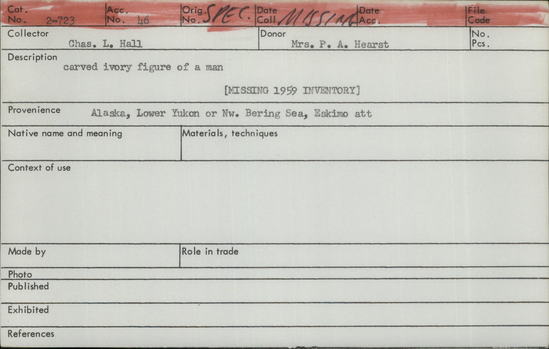 Cat. No. 2-723 Acc. No. 46 Orig. No. SPEC. Date Coll. MISSING Date Acc. File Code
Collector Chas. L. Hall Donor Mrs. P. A. Hearst No. Pcs.
Description carved ivory figure of a man
[MISSING 1959 INVENTORY]
Provenience Alaska, Lower Yukon or Nw. Bering Sea, Eskimo att
Native name and meaning Materials, techniques
Context of use
Made by Role in trade
Photo
Published
Exhibited
References